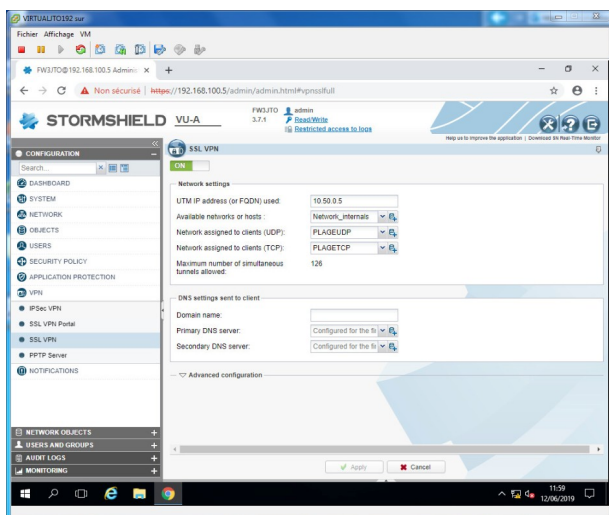 VIRTUALITO192 sur
Fichier Affichage VM
FW3JTO@192.168.100.5 Adminis
Non sécurisé | https://192.168.100.5/admin/admin.html#vpnsslfull
STORMSHIELD VU-A
FW3JTO
3.7.1
admin
Read/Write
Restricted access to logs
Help us to improve the application | Download SN Real-Time Monitor
CONFIGURATION
Search...
DASHBOARD
SYSTEM
NETWORK
OBJECTS
USERS
SECURITY POLICY
APPLICATION PROTECTION
VPN
IPSec VPN
SSL VPN Portal
SSL VPN
PPTP Server
NOTIFICATIONS
NETWORK OBJECTS
USERS AND GROUPS
AUDIT LOGS
MONITORING
SSL VPN
ON
Network settings
UTM IP address (or FQDN) used: 10.50.0.5
Available networks or hosts : Network_internals
Network assigned to clients (UDP): PLAGEUDP
Network assigned to clients (TCP): PLAGETCP
Maximum number of simultaneous 126
tunnels allowed:
DNS settings sent to client
Domain name:
Primary DNS server: Configured for the fi
Secondary DNS server: Configured for the fi
Advanced configuration
Apply Cancel
11:59
12/06/2019